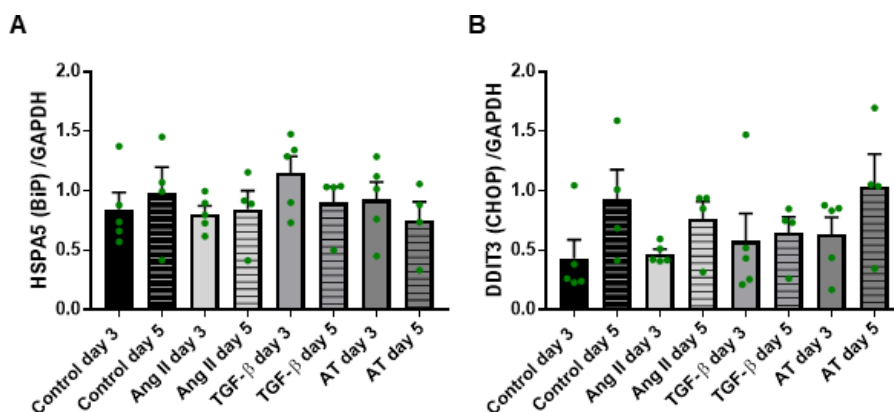 A
HSPA5 (BiP) /GAPDH
2.0
1.5
1.0
0.5
0.0
Control day 3
Control day 5
Ang II day 3
Ang II day 5
TGF-β day 3
TGF-β day 5
AT day 3
AT day 5
B
DDIT3 (CHOP) /GAPDH
2.0
1.5
1.0
0.5
0.0
Control day 3
Control day 5
Ang II day 3
Ang II day 5
TGF-β day 3
TGF-β day 5
AT day 3
AT day 5